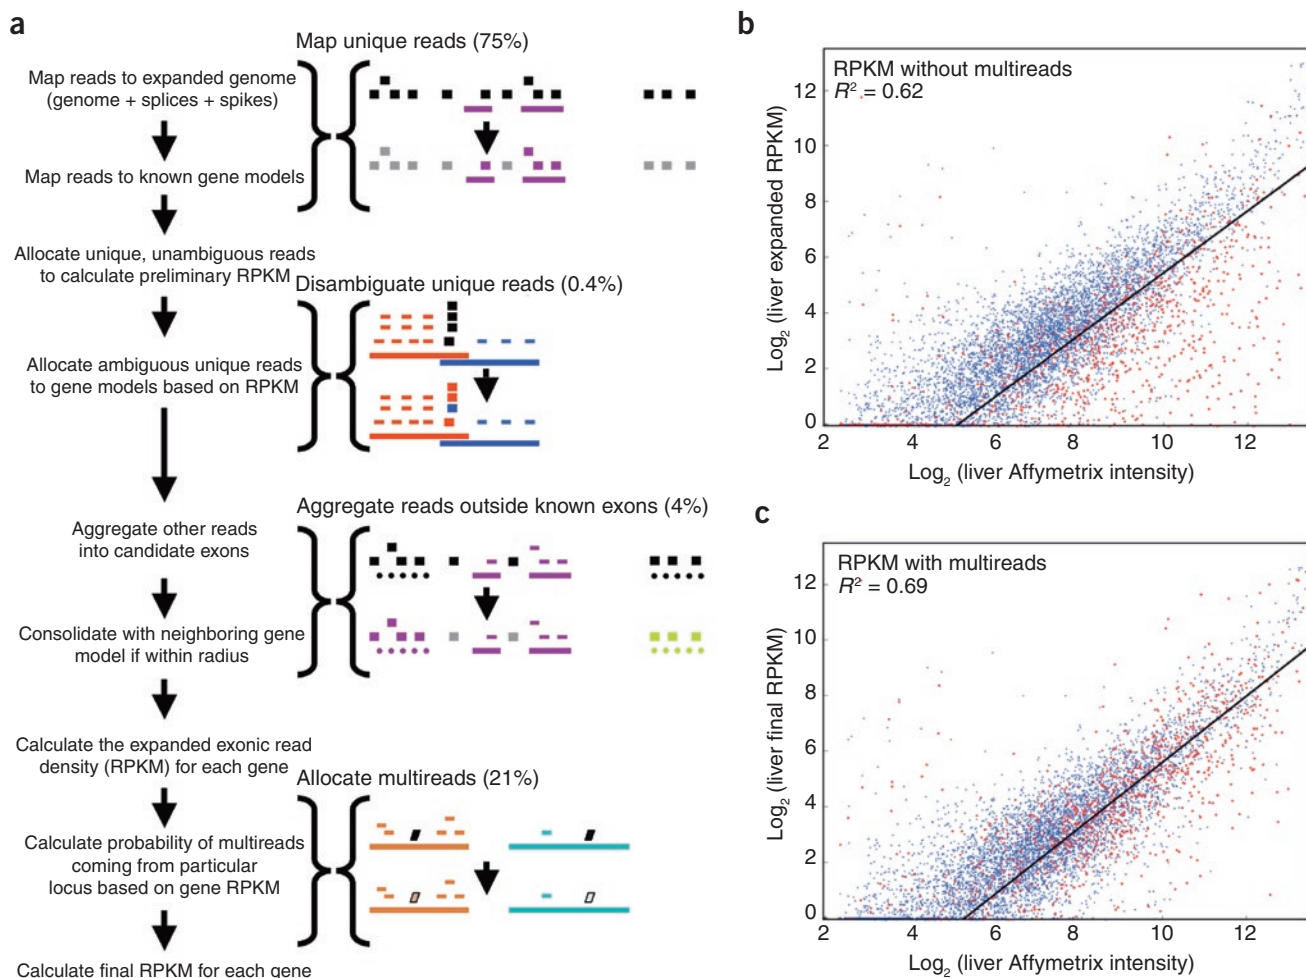 a
Map reads to expanded genome
(genome + splices + spikes)
Map reads to known gene models
Allocate unique, unambiguous reads
to calculate preliminary RPKM
Allocate ambiguous unique reads
to gene models based on RPKM
Aggregate other reads
into candidate exons
Consolidate with neighboring gene
model if within radius
Calculate the expanded exonic read
density (RPKM) for each gene
Calculate probability of multireads
coming from particular
locus based on gene RPKM
Calculate final RPKM for each gene
Map unique reads (75%)
Disambiguate unique reads (0.4%)
Aggregate reads outside known exons (4%)
Allocate multireads (21%)
b
RPKM without multireads
R² = 0.62
Log₂ (liver expanded RPKM)
12
10
8
6
4
2
0
2 4 6 8 10 12
Log₂ (liver Affymetrix intensity)
c
RPKM with multireads
R² = 0.69
Log₂ (liver final RPKM)
12
10
8
6
4
2
0
2 4 6 8 10 12
Log₂ (liver Affymetrix intensity)